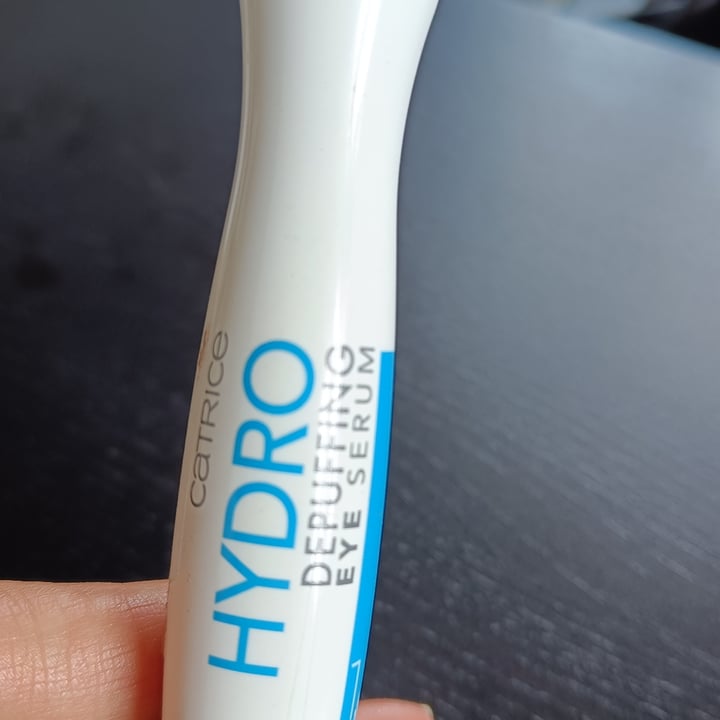 CATRICE
HYDRO
DEPUFFING
EYE SERUM